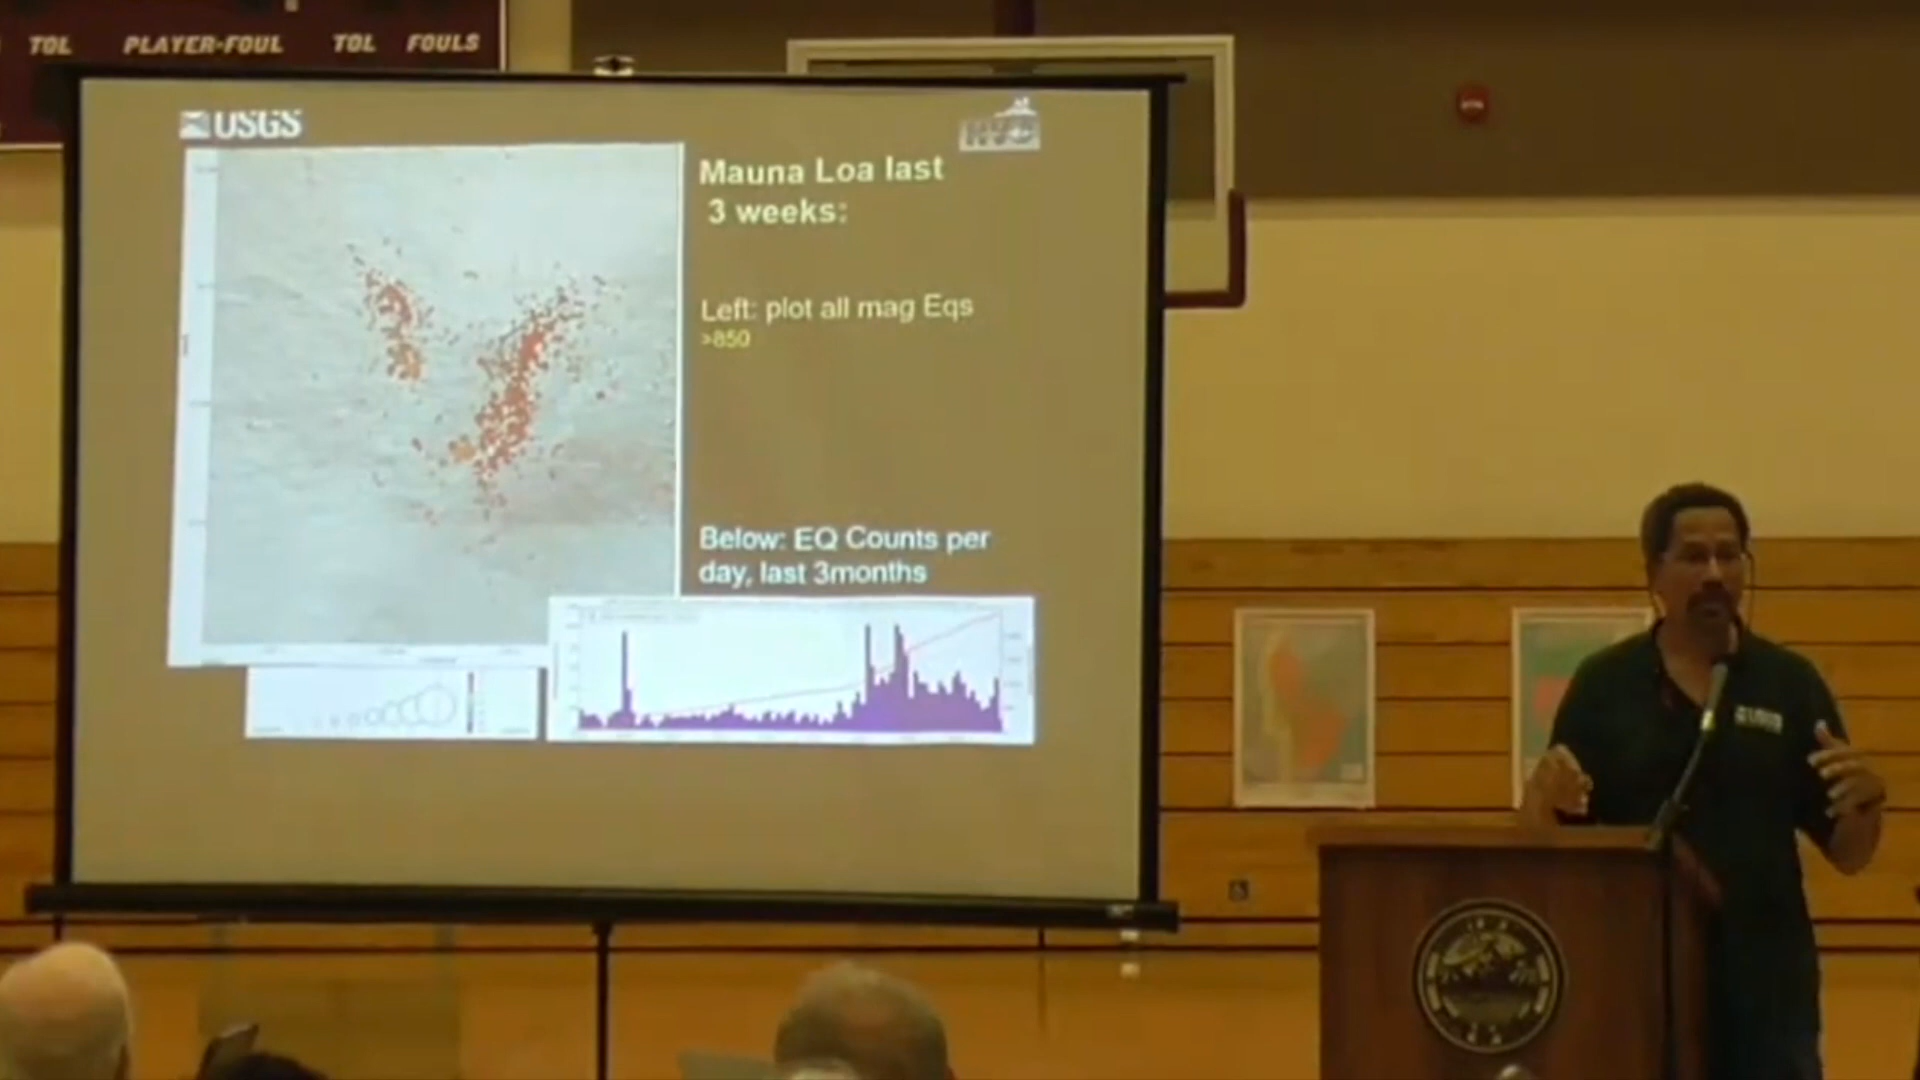 TOL PLAYER-FOUL TOL FOULS
USGS
HVO
Mauna Loa last
3 weeks:
Left: plot all mag Eqs
>850
Below: EQ Counts per
day, last 3months